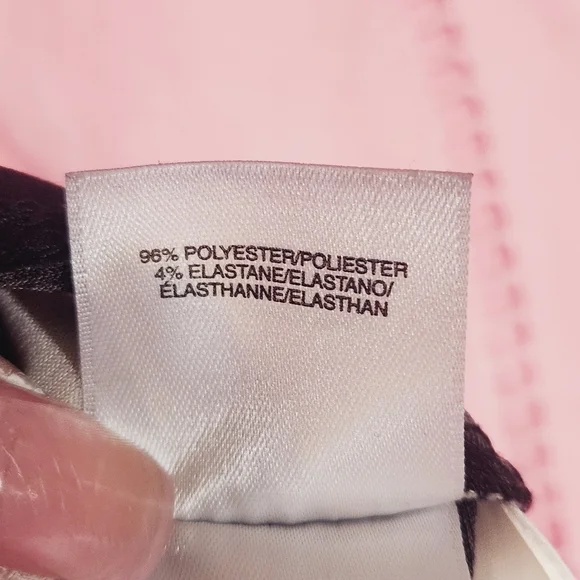 96% POLYESTER/POLIESTER
4% ELASTANE/ELASTANO/
ÉLASTHANNE/ELASTHAN